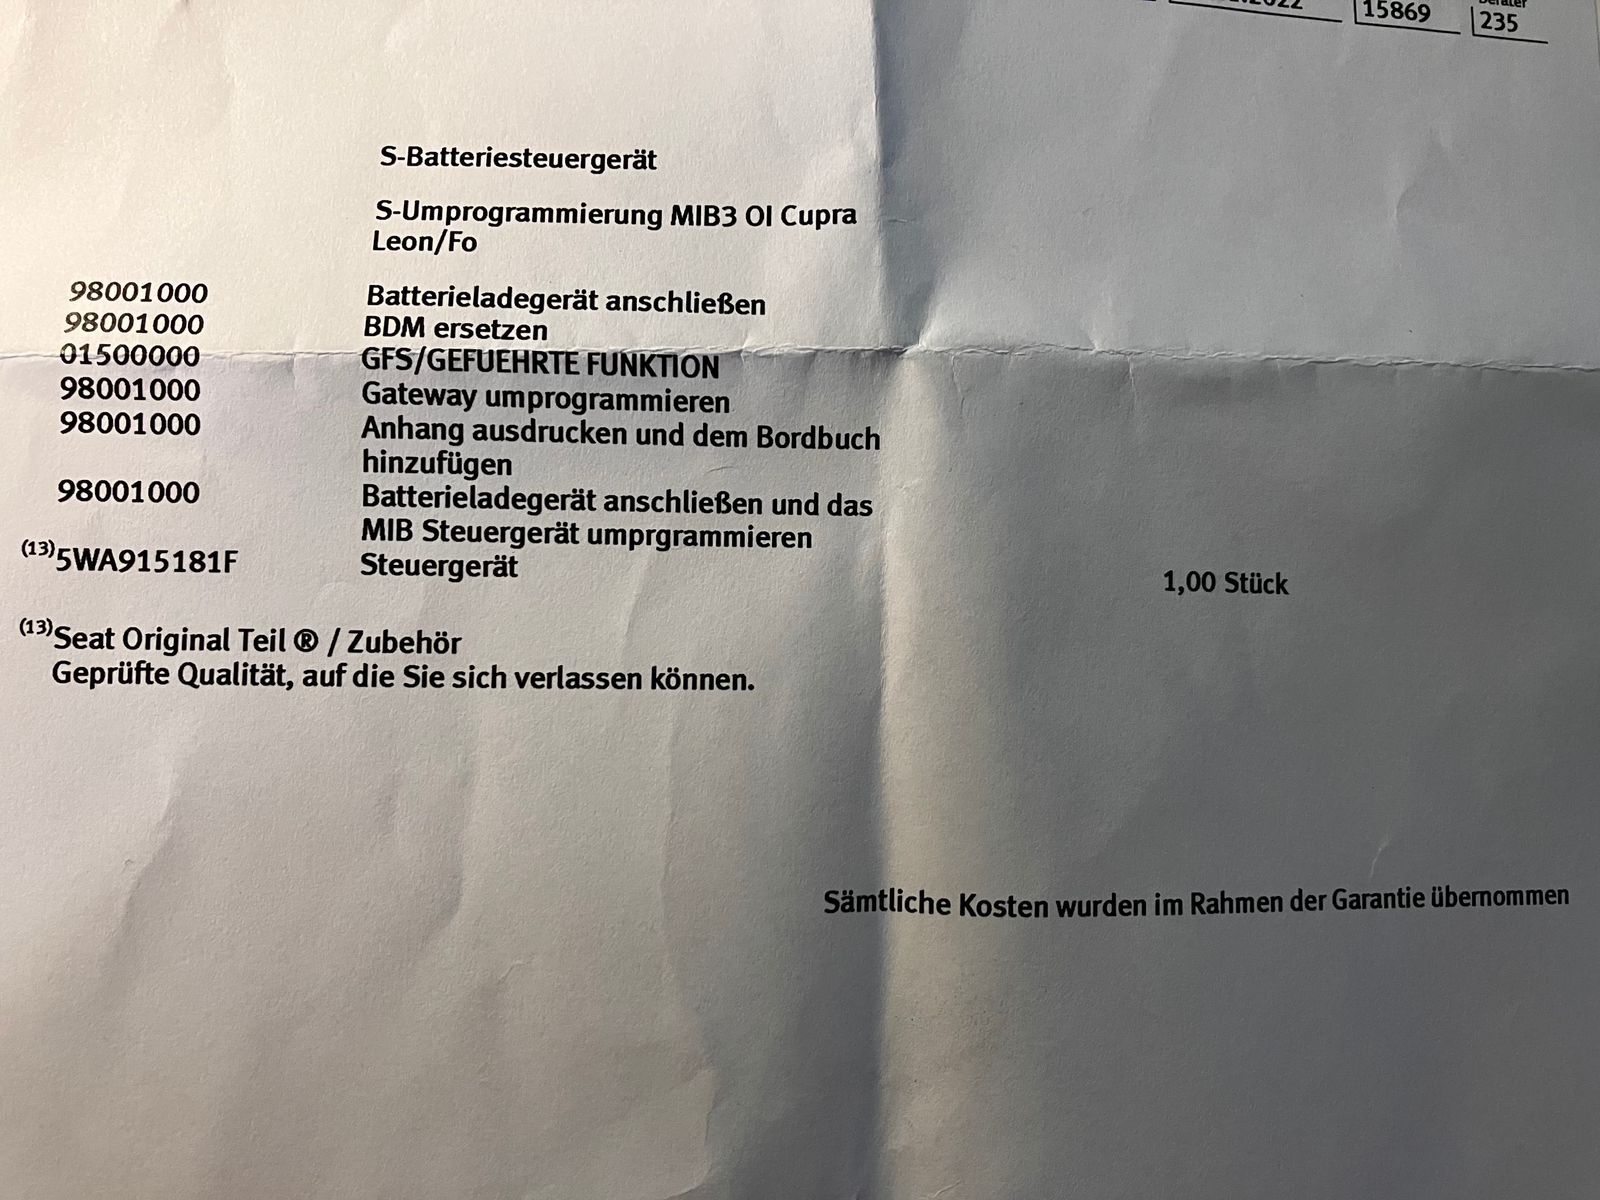 15869
235
S-Batteriesteuergerät
S-Umprogrammierung MIB3 OI Cupra
Leon/Fo
98001000 Batterieladegerät anschließen
98001000 BDM ersetzen
01500000 GFS/GEFUEHRTE FUNKTION
98001000 Gateway umprogrammieren
98001000 Anhang ausdrucken und dem Bordbuch
hinzufügen
98001000 Batterieladegerät anschließen und das
MIB Steuergerät umprgrammieren
(13)5WA915181F Steuergerät 1,00 Stück
(13)Seat Original Teil ® / Zubehör
Geprüfte Qualität, auf die Sie sich verlassen können.
Sämtliche Kosten wurden im Rahmen der Garantie übernommen